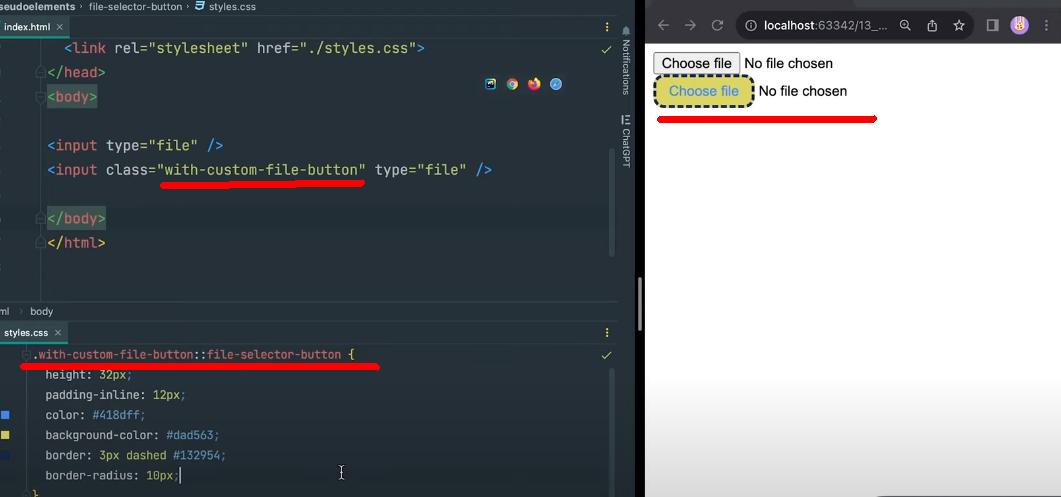 seudoelements › file-selector-button › styles.css
index.html ×
<link rel="stylesheet" href="./styles.css">
</head>
<body>
<input type="file" />
<input class="with-custom-file-button" type="file" />
</body>
</html>
ml › body
styles.css ×
.with-custom-file-button::file-selector-button {
height: 32px;
padding-inline: 12px;
color: #418dff;
background-color: #dad563;
border: 3px dashed #132954;
border-radius: 10px;
}
Notifications
ChatGPT
localhost:63342/13_...
Choose file No file chosen
Choose file No file chosen